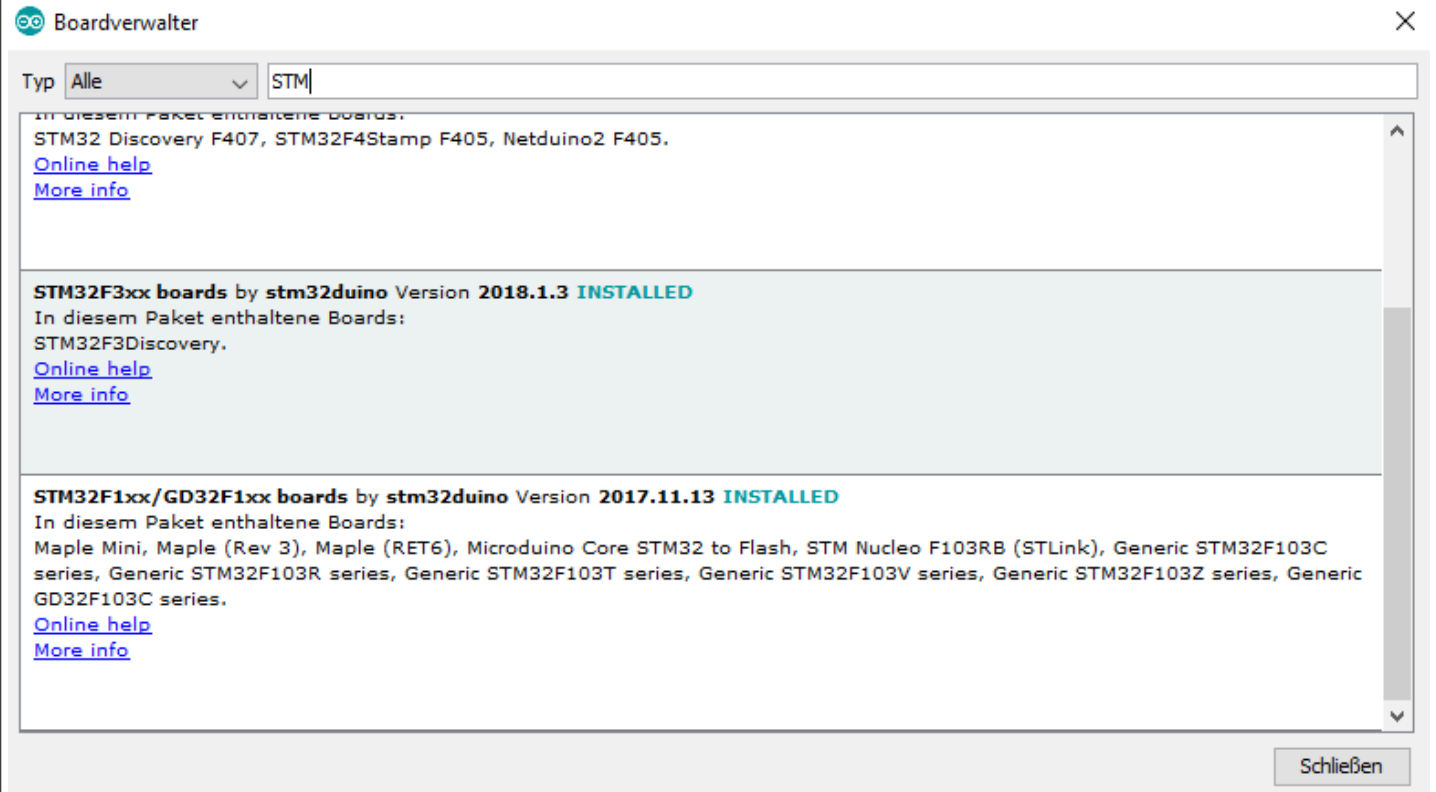 Boardverwalter
Typ Alle STM
In diesem Paket enthaltene Boards:
STM32 Discovery F407, STM32F4Stamp F405, Netduino2 F405.
Online help
More info
STM32F3xx boards by stm32duino Version 2018.1.3 INSTALLED
In diesem Paket enthaltene Boards:
STM32F3Discovery.
Online help
More info
STM32F1xx/GD32F1xx boards by stm32duino Version 2017.11.13 INSTALLED
In diesem Paket enthaltene Boards:
Maple Mini, Maple (Rev 3), Maple (RET6), Microduino Core STM32 to Flash, STM Nucleo F103RB (STLink), Generic STM32F103C
series, Generic STM32F103R series, Generic STM32F103T series, Generic STM32F103V series, Generic STM32F103Z series, Generic
GD32F103C series.
Online help
More info
Schließen